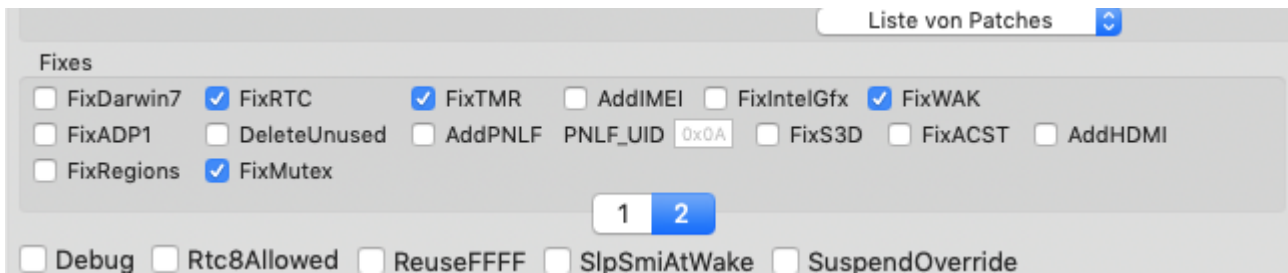 Liste von Patches
Fixes
FixDarwin7 FixRTC FixTMR AddIMEI FixIntelGfx FixWAK
FixADP1 DeleteUnused AddPNLF PNLF_UID 0x0A FixS3D FixACST AddHDMI
FixRegions FixMutex
1 2
Debug Rtc8Allowed ReuseFFFF SlpSmiAtWake SuspendOverride